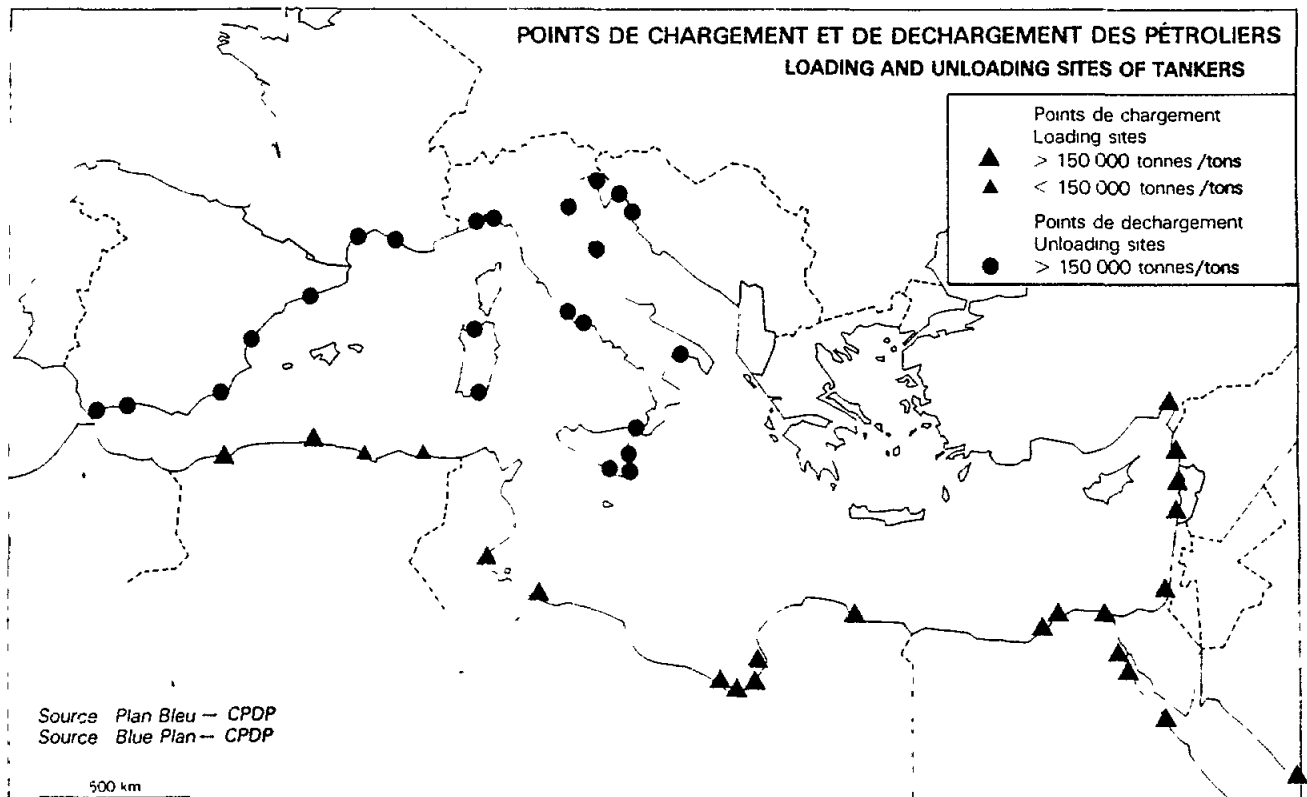 POINTS DE CHARGEMENT ET DE DECHARGEMENT DES PÉTROLIERS
LOADING AND UNLOADING SITES OF TANKERS
Points de chargement
Loading sites
> 150 000 tonnes /tons
< 150 000 tonnes /tons
Points de dechargement
Unloading sites
> 150 000 tonnes/tons
Source Plan Bleu — CPDP
Source Blue Plan — CPDP
500 km